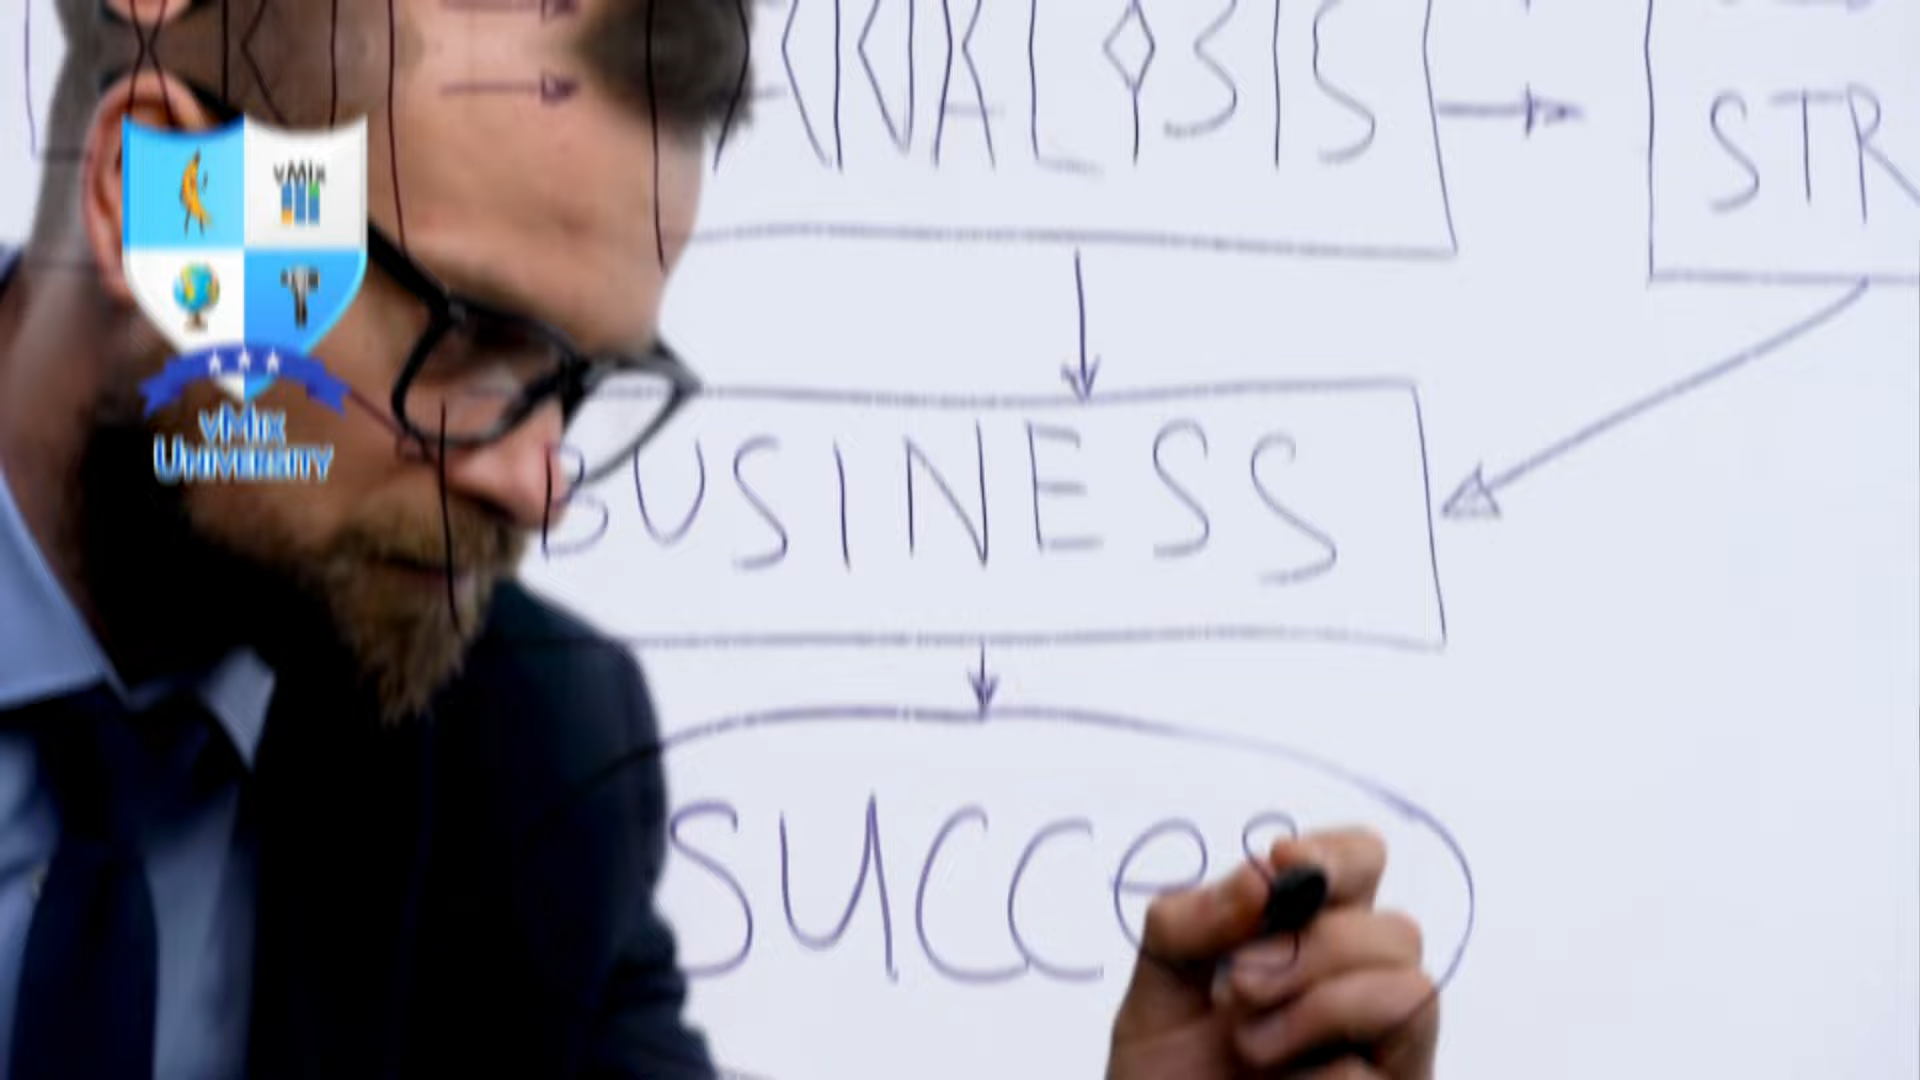 ANALYSIS
STR
vMix
BUSINESS
vMix
UNIVERSITY
SUCCES